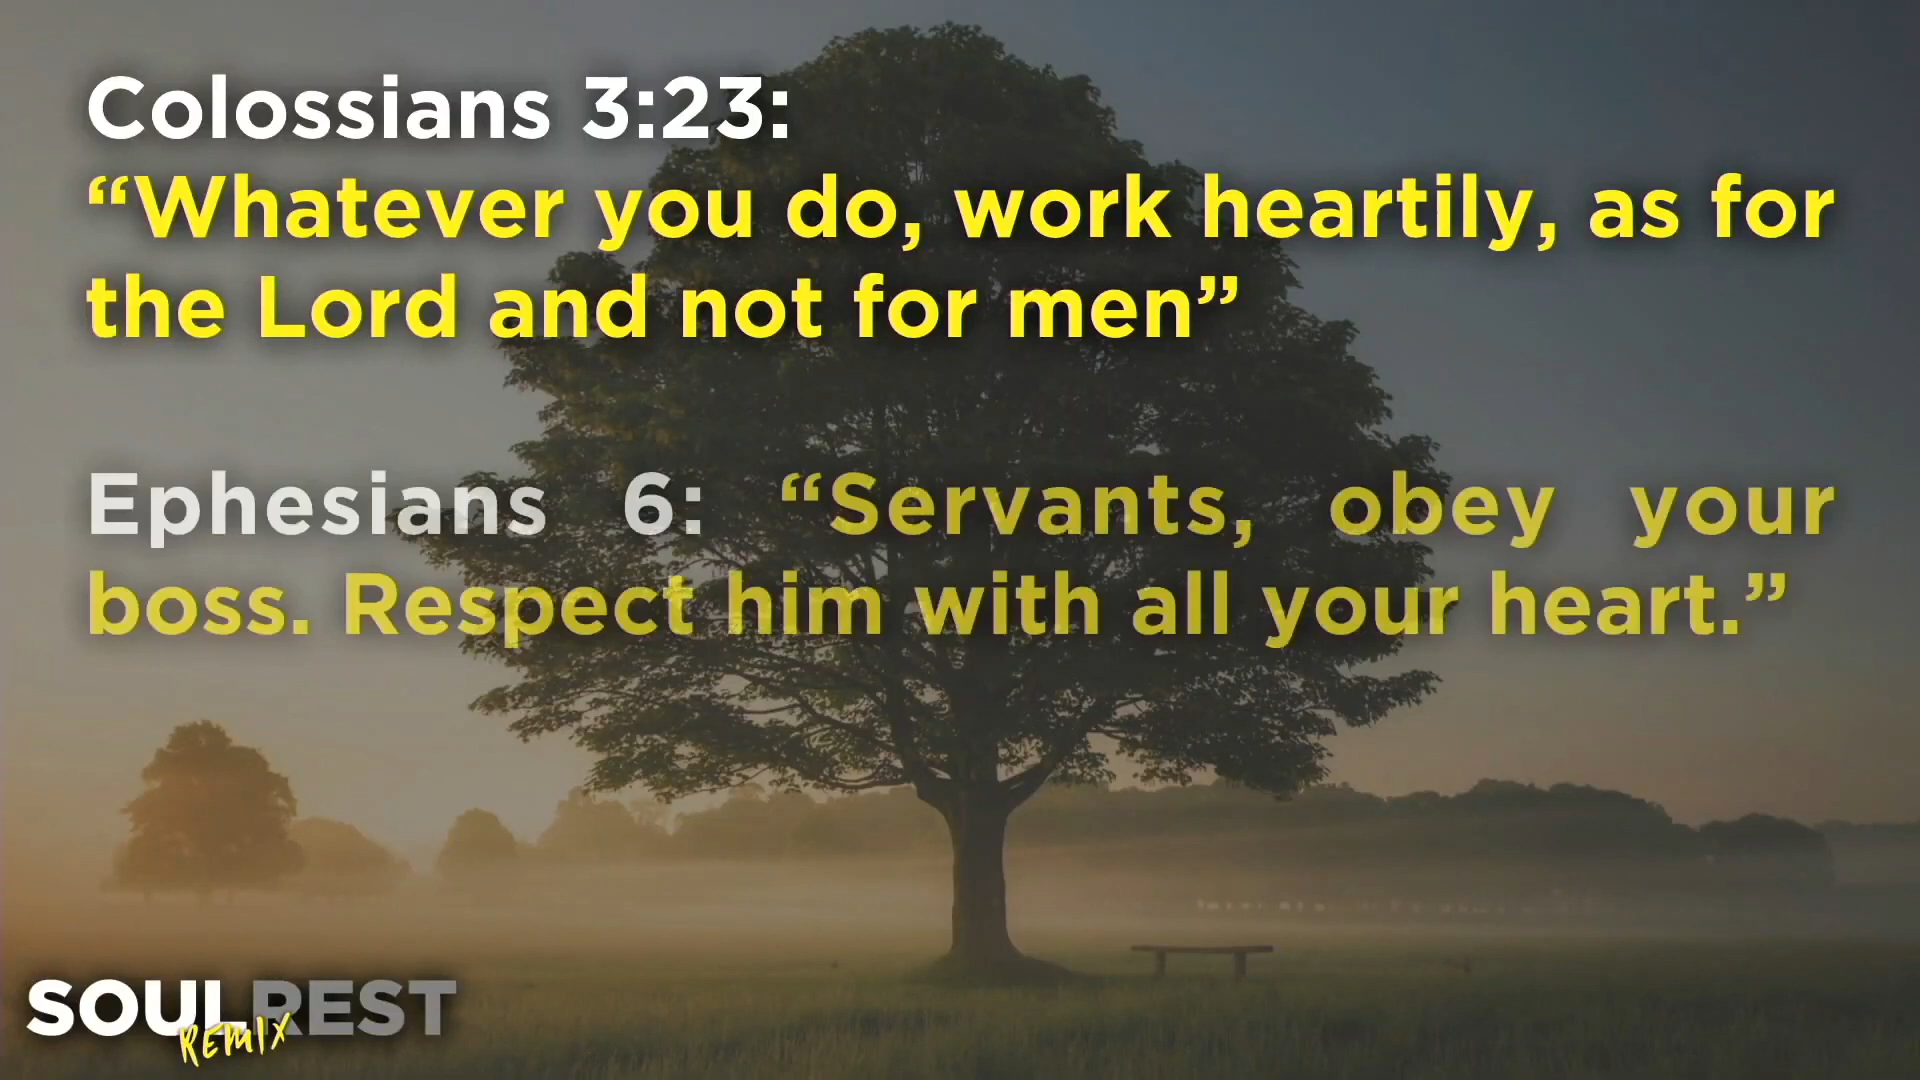 Colossians 3:23:
“Whatever you do, work heartily, as for
the Lord and not for men”
Ephesians 6: “Servants, obey your
boss. Respect him with all your heart.”
SOULREST
REMIX